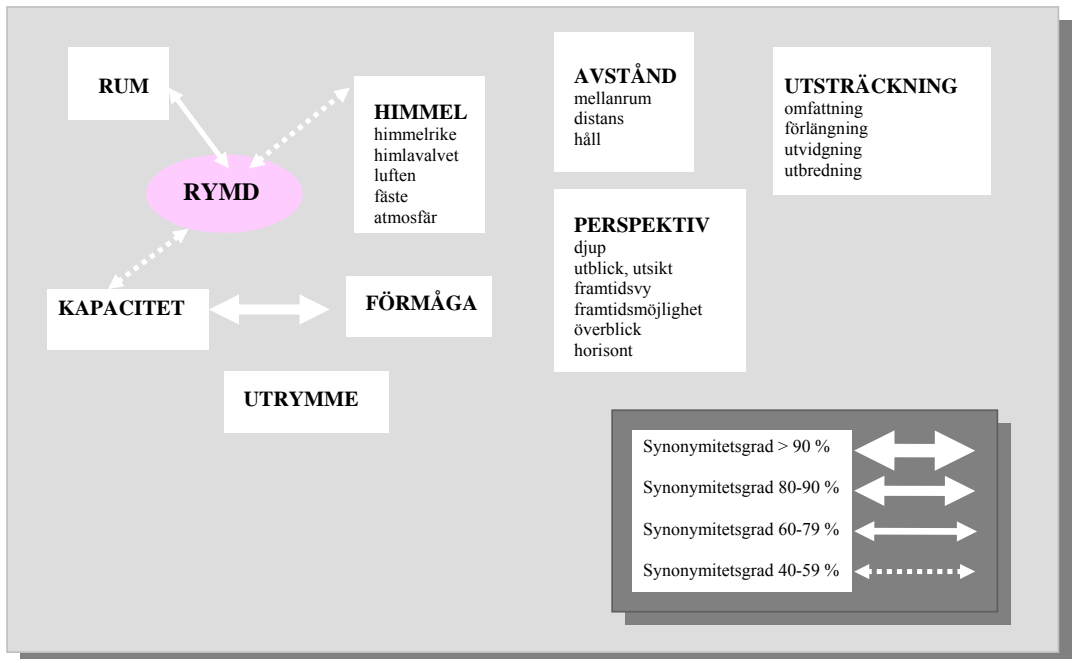 RUM
RYMD
HIMMEL
himmelrike
himlavalvet
luften
fäste
atmosfär
KAPACITET
FÖRMÅGA
UTRYMME
AVSTÅND
mellanrum
distans
håll
PERSPEKTIV
djup
utblick, utsikt
framtidsvy
framtidsmöjlighet
överblick
horisont
UTSTRÄCKNING
omfattning
förlängning
utvidgning
utbredning
Synonymitetsgrad > 90 %
Synonymitetsgrad 80-90 %
Synonymitetsgrad 60-79 %
Synonymitetsgrad 40-59 %